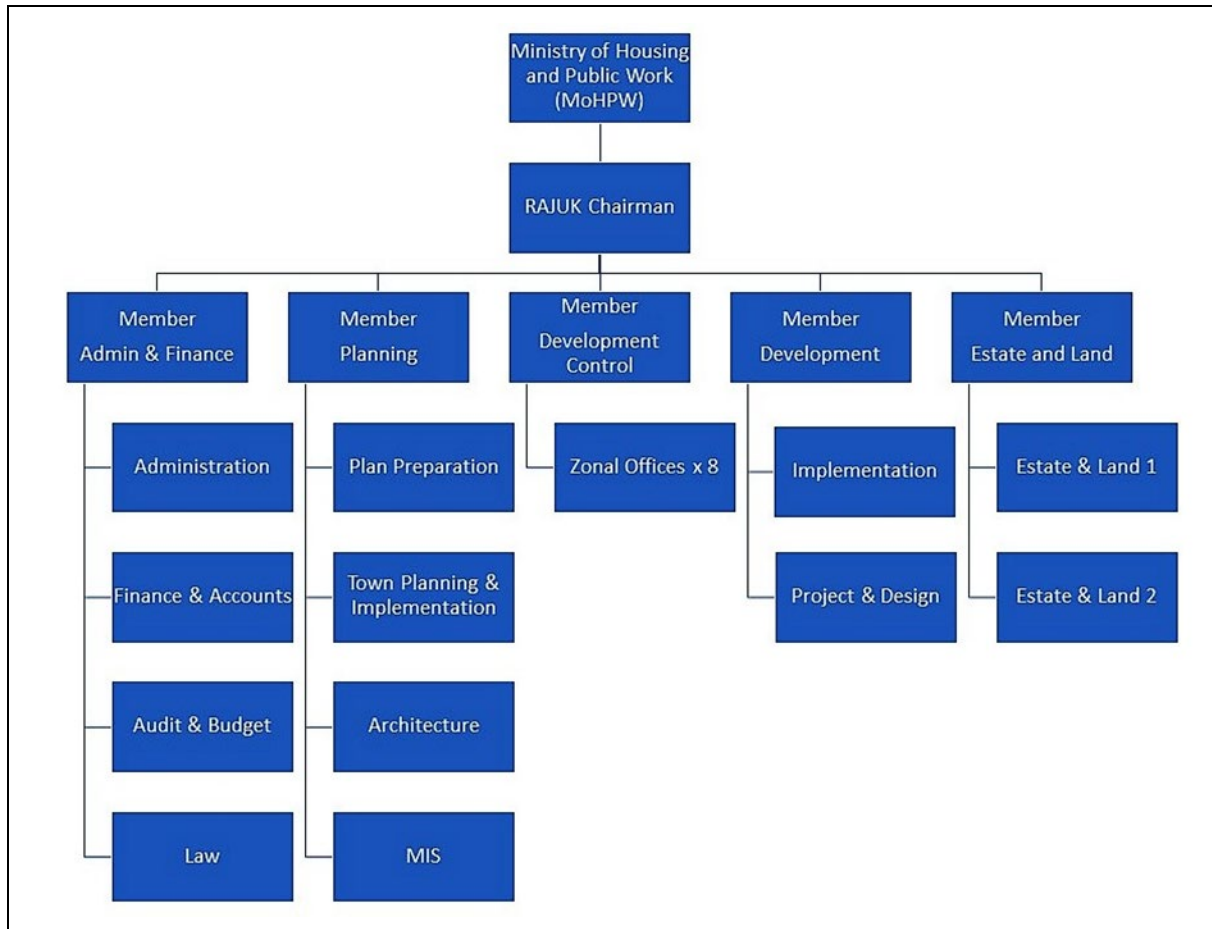 Ministry of Housing
and Public Work
(MoHPW)
RAJUK Chairman
Member
Admin & Finance
Member
Planning
Member
Development
Control
Member
Development
Member
Estate and Land
Administration
Finance & Accounts
Audit & Budget
Law
Plan Preparation
Town Planning &
Implementation
Architecture
MIS
Zonal Offices x 8
Implementation
Project & Design
Estate & Land 1
Estate & Land 2